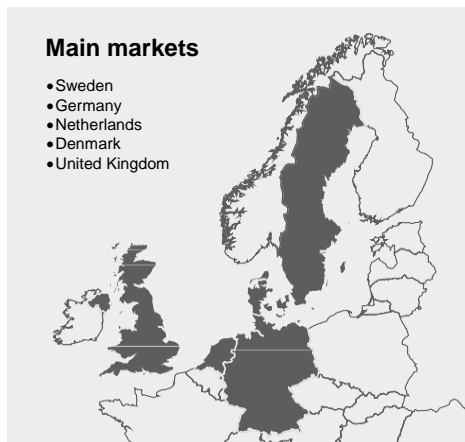 Main markets
•Sweden
•Germany
•Netherlands
•Denmark
•United Kingdom